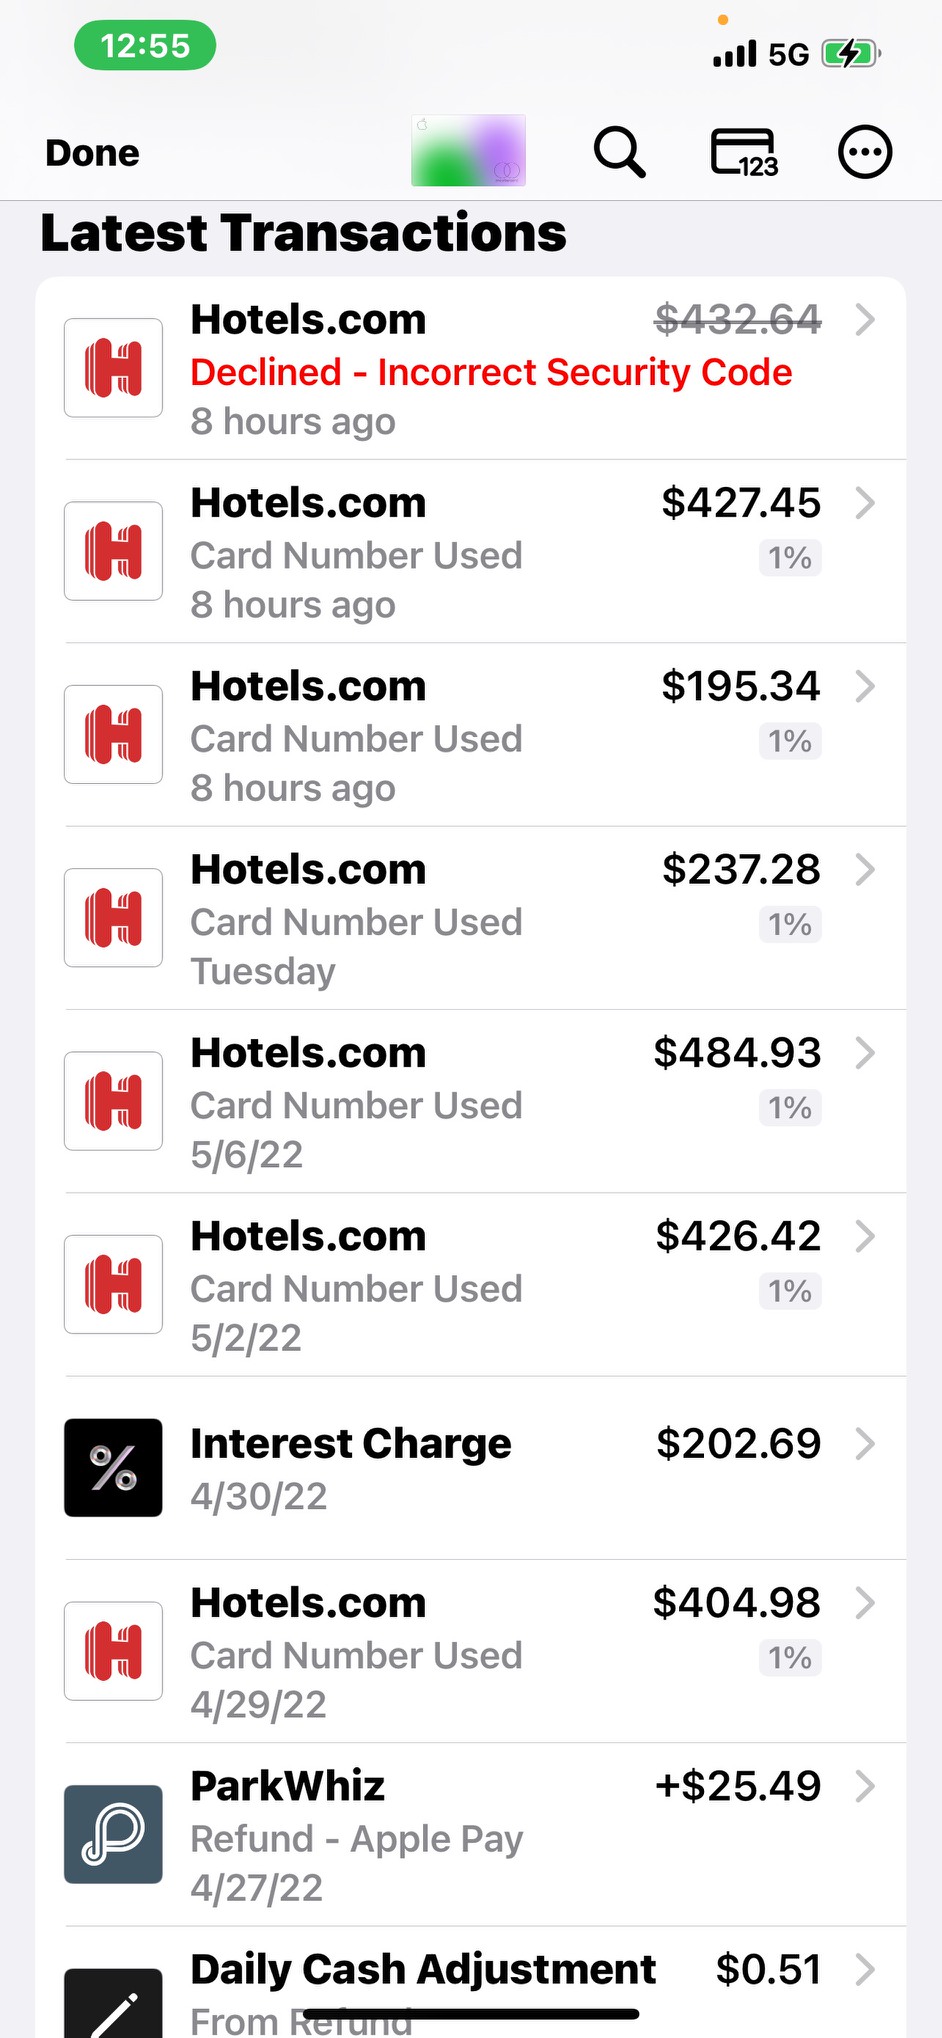 12:55
5G
Done
123
Latest Transactions
Hotels.com $432.64
Declined - Incorrect Security Code
8 hours ago
Hotels.com $427.45
Card Number Used 1%
8 hours ago
Hotels.com $195.34
Card Number Used 1%
8 hours ago
Hotels.com $237.28
Card Number Used 1%
Tuesday
Hotels.com $484.93
Card Number Used 1%
5/6/22
Hotels.com $426.42
Card Number Used 1%
5/2/22
Interest Charge $202.69
4/30/22
Hotels.com $404.98
Card Number Used 1%
4/29/22
ParkWhiz +$25.49
Refund - Apple Pay
4/27/22
Daily Cash Adjustment $0.51
From Refund